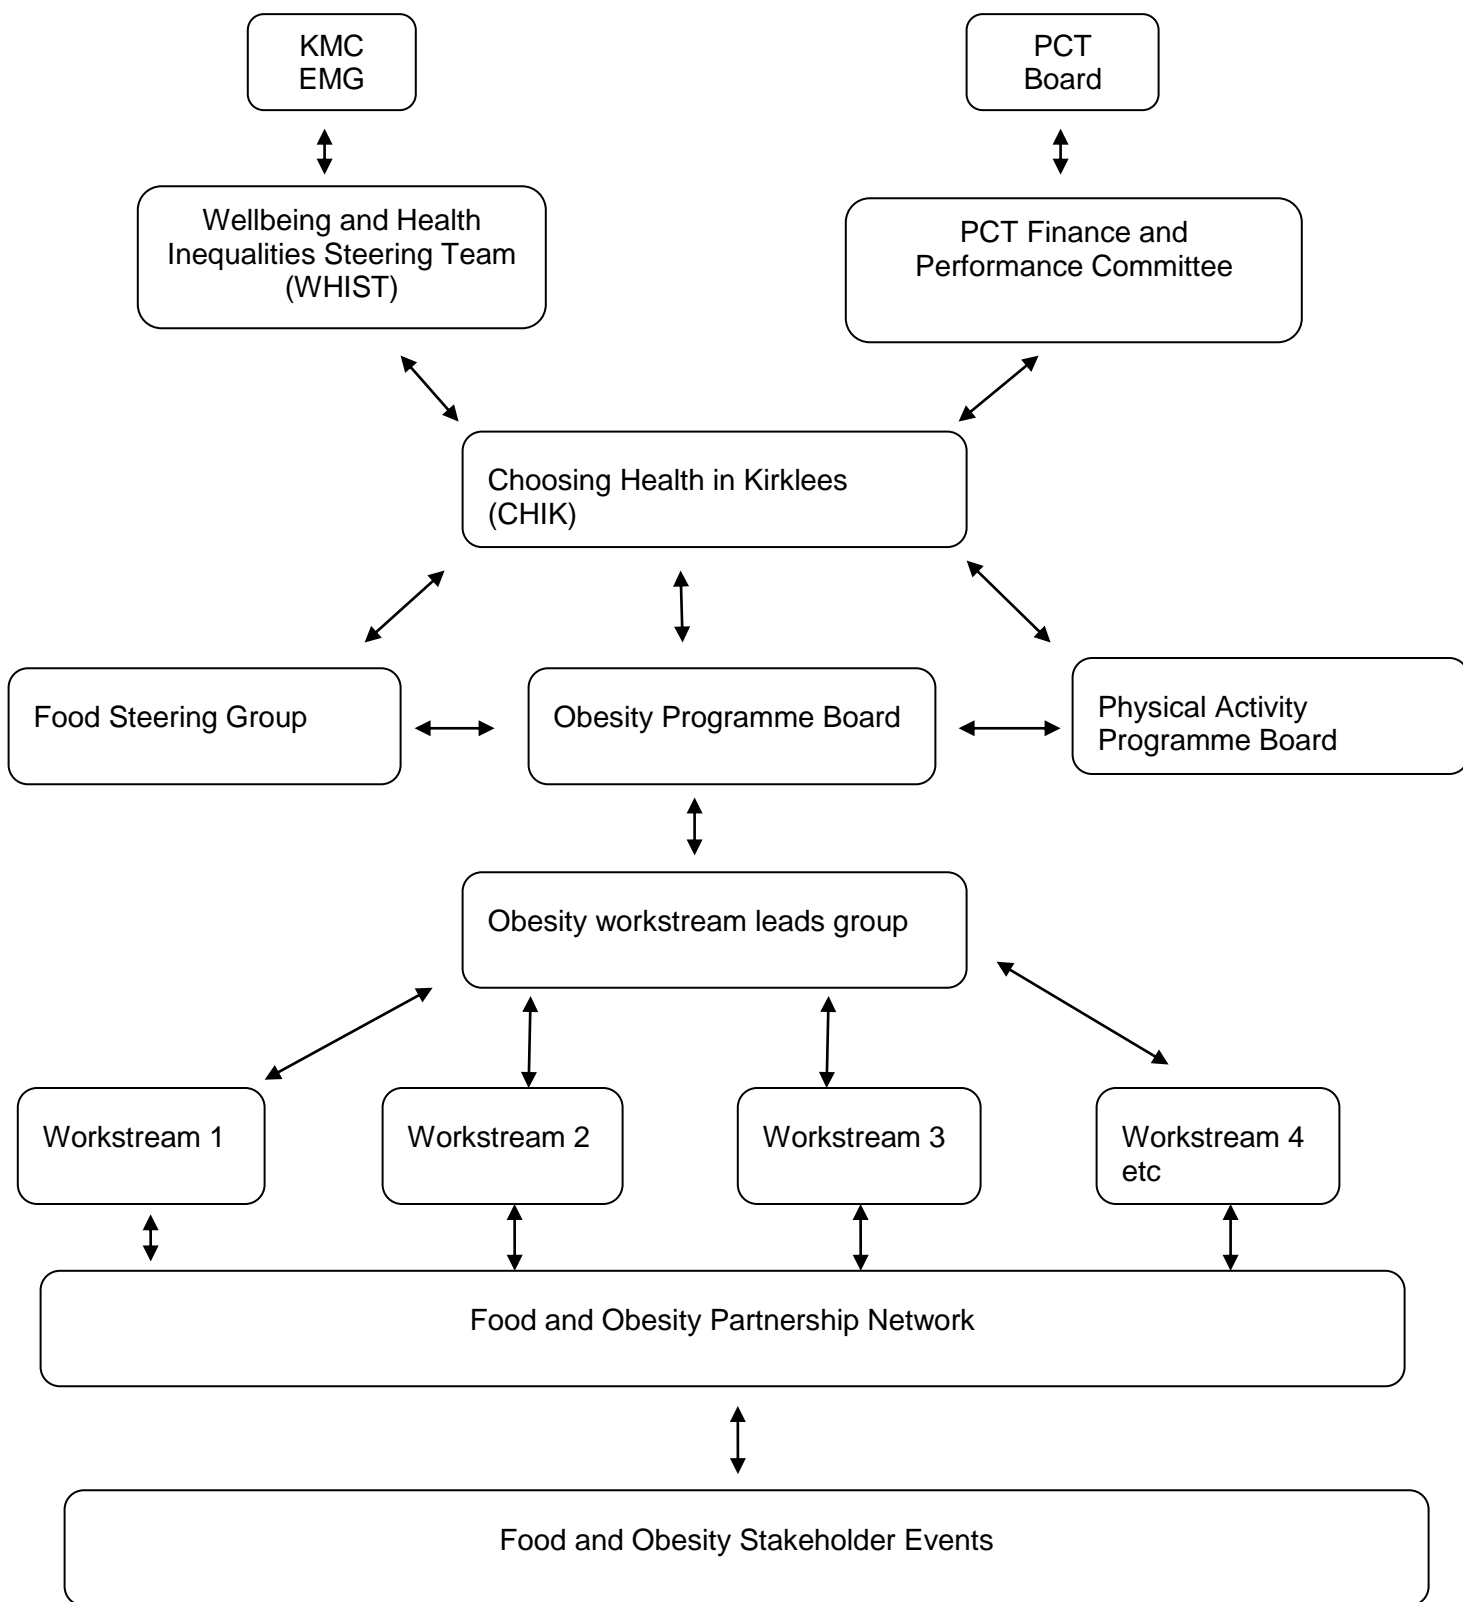 KMC
EMG
PCT
Board
Wellbeing and Health
Inequalities Steering Team
(WHIST)
PCT Finance and
Performance Committee
Choosing Health in Kirklees
(CHIK)
Food Steering Group
Obesity Programme Board
Physical Activity
Programme Board
Obesity workstream leads group
Workstream 1
Workstream 2
Workstream 3
Workstream 4
etc
Food and Obesity Partnership Network
Food and Obesity Stakeholder Events